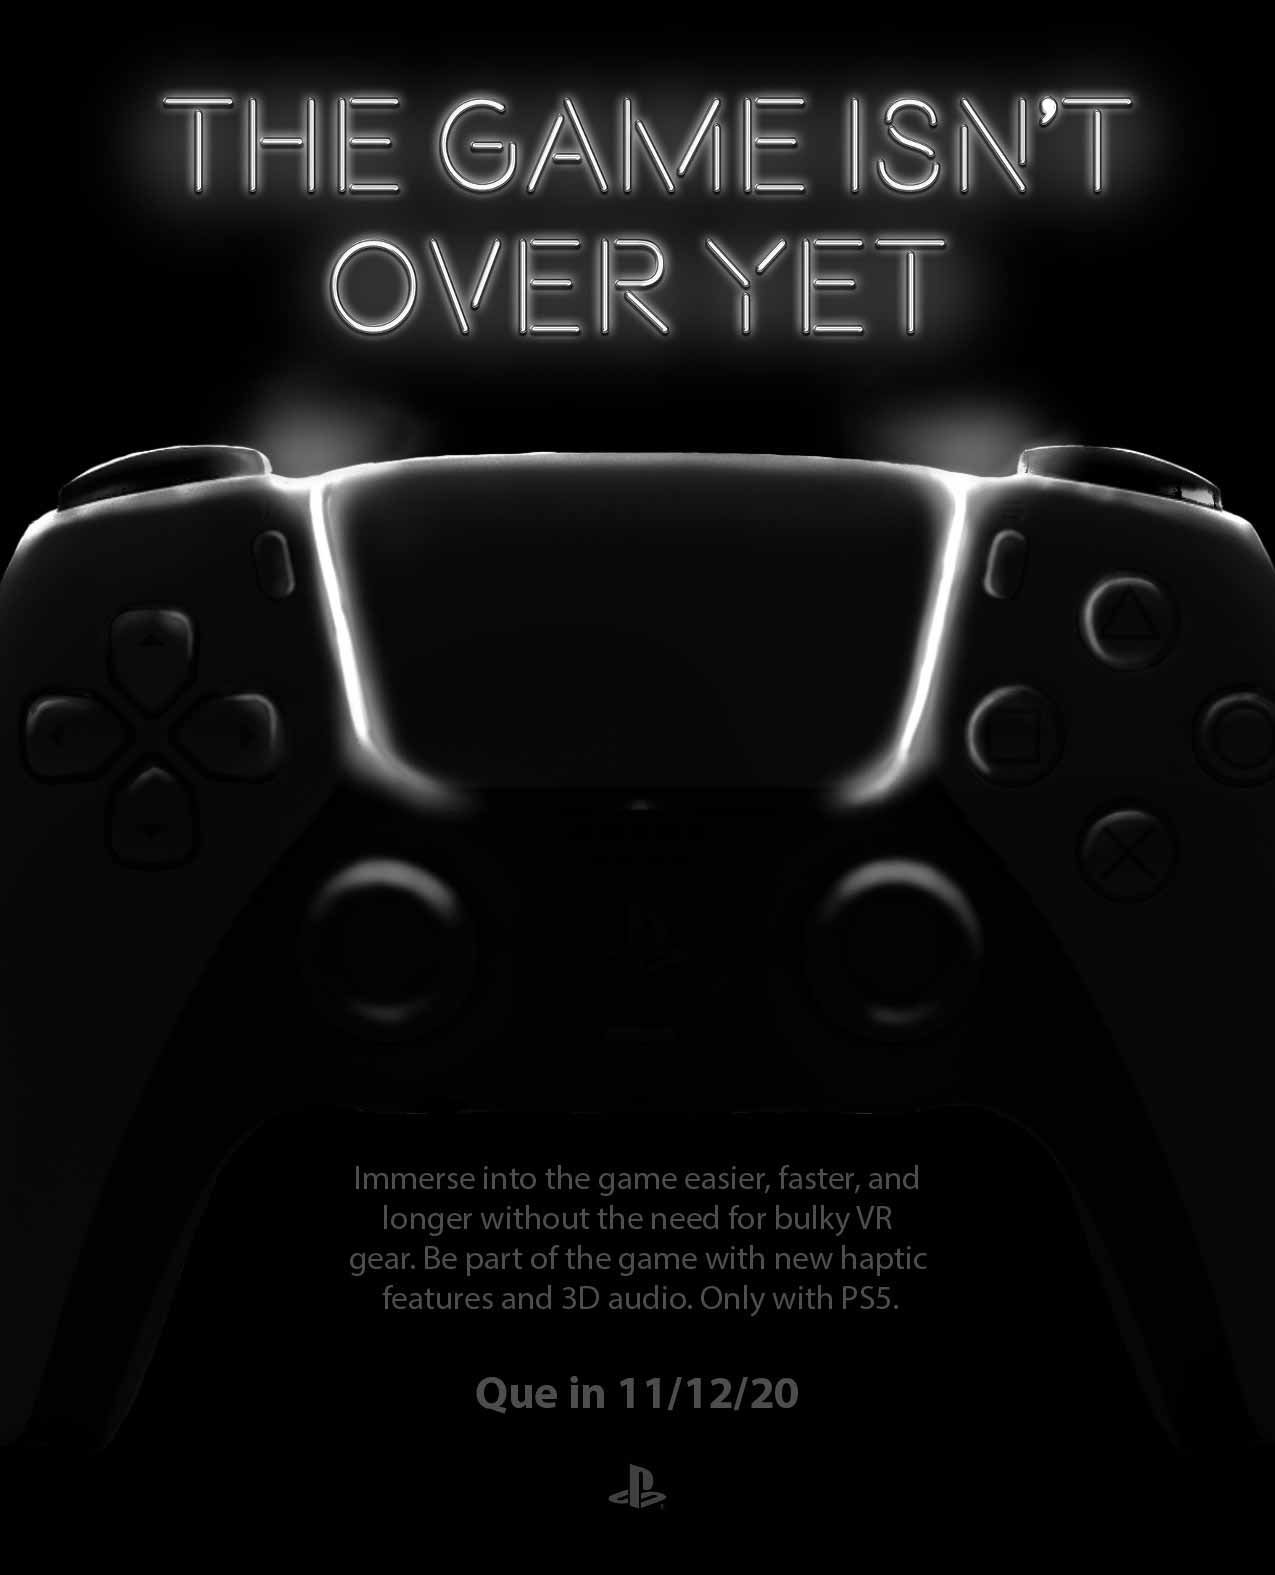 THE GAME ISN'T
OVER YET
Immerse into the game easier, faster, and
longer without the need for bulky VR
gear. Be part of the game with new haptic
features and 3D audio. Only with PS5.
Que in 11/12/20